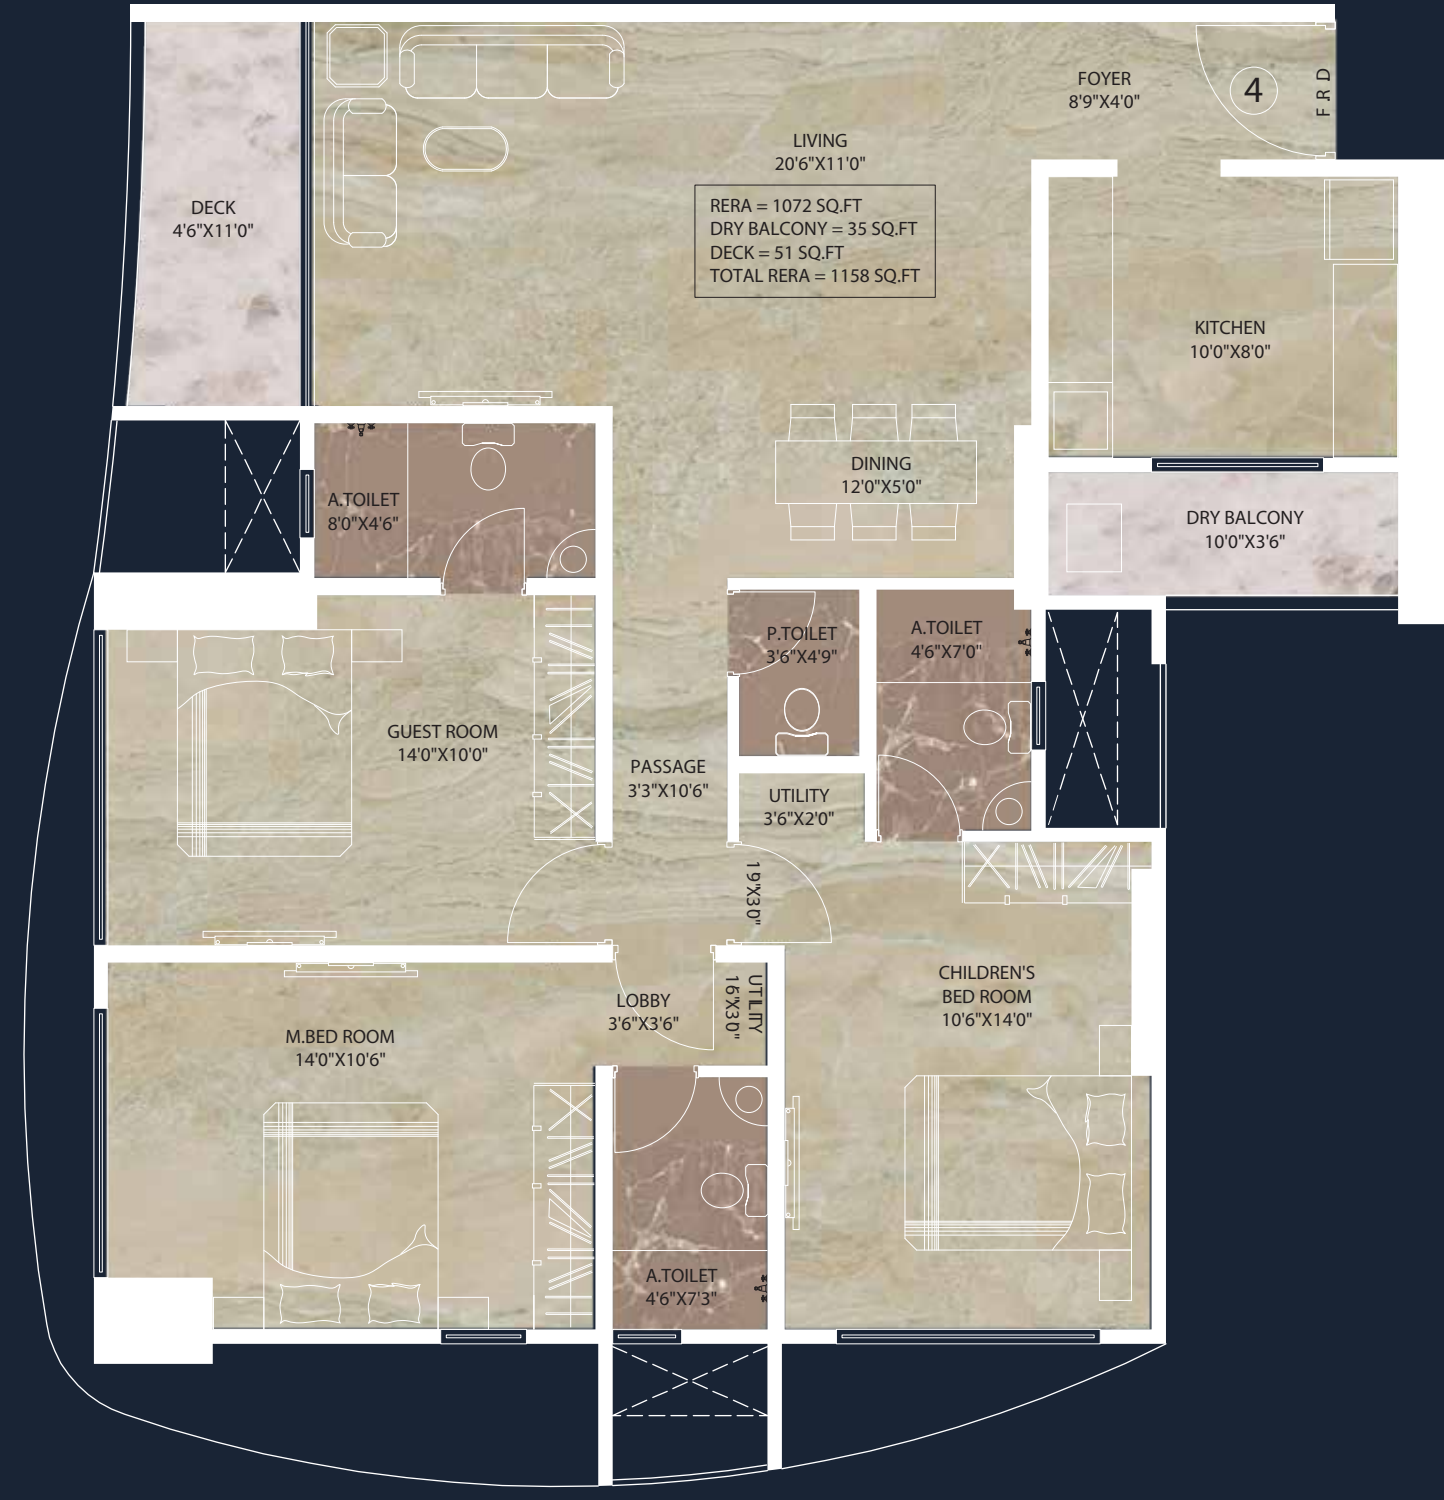 FOYER
8'9"X4'0"
4
F R D
LIVING
20'6"X11'0"
RERA = 1072 SQ.FT
DRY BALCONY = 35 SQ.FT
DECK = 51 SQ.FT
TOTAL RERA = 1158 SQ.FT
DECK
4'6"X11'0"
KITCHEN
10'0"X8'0"
DINING
12'0"X5'0"
A.TOILET
8'0"X4'6"
DRY BALCONY
10'0"X3'6"
P.TOILET
3'6"X4'9"
A.TOILET
4'6"X7'0"
GUEST ROOM
14'0"X10'0"
PASSAGE
3'3"X10'6"
UTILITY
3'6"X2'0"
1'9"X3'0"
CHILDREN'S
BED ROOM
10'6"X14'0"
LOBBY
3'6"X3'6"
UTILITY
1'6"X3'0"
M.BED ROOM
14'0"X10'6"
A.TOILET
4'6"X7'3"